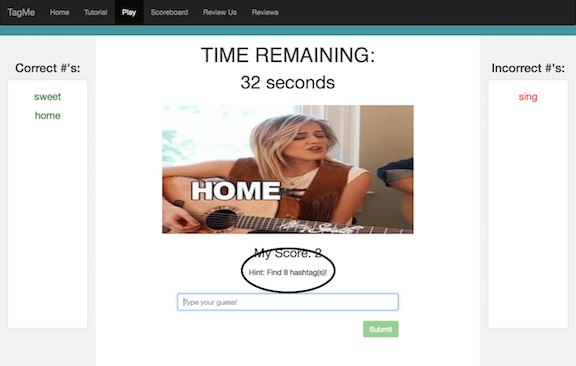 TagMe Home Tutorial Play Scoreboard Review Us Reviews
TIME REMAINING:
32 seconds
Correct #'s:
sweet
home
HOME
My Score: 2
Hint: Find 8 hashtag(s)!
Type your guess!
Submit
Incorrect #'s:
sing